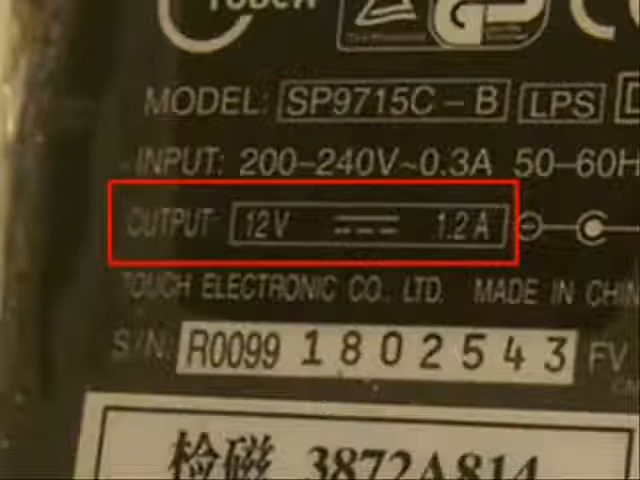 TOUCH
MODEL: SP9715C-B LPS
INPUT: 200-240V~0.3A 50-60H
OUTPUT 12V 1.2A
TOUCH ELECTRONIC CO., LTD. MADE IN CHIN
S/N: R0099 1802543 FV
检磁 3872A814